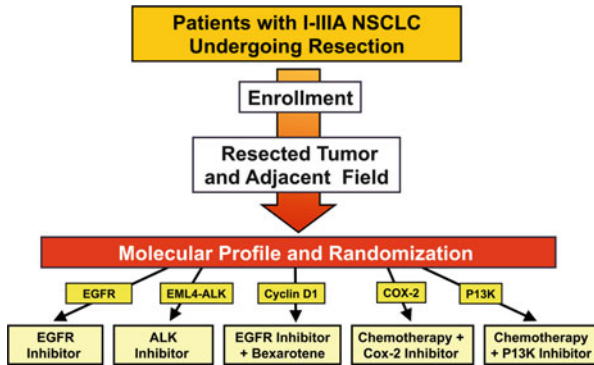 Patients with I-IIIA NSCLC
Undergoing Resection
Enrollment
Resected Tumor
and Adjacent Field
Molecular Profile and Randomization
EGFR
EML4-ALK
Cyclin D1
COX-2
P13K
EGFR
Inhibitor
ALK
Inhibitor
EGFR Inhibitor
+ Bexarotene
Chemotherapy +
Cox-2 Inhibitor
Chemotherapy
+ P13K Inhibitor